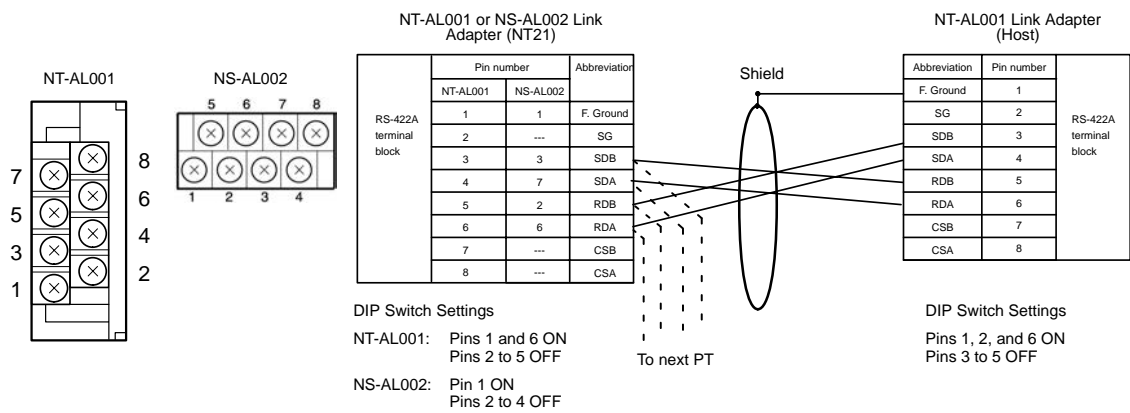 NT-AL001
8
7
6
5
4
3
2
1
NS-AL002
5 6 7 8
1 2 3 4
NT-AL001 or NS-AL002 Link
Adapter (NT21)
Pin number Abbreviation
NT-AL001 NS-AL002
RS-422A
terminal
block
1 1 F. Ground
2 --- SG
3 3 SDB
4 7 SDA
5 2 RDB
6 6 RDA
7 --- CSB
8 --- CSA
DIP Switch Settings
NT-AL001: Pins 1 and 6 ON
Pins 2 to 5 OFF
NS-AL002: Pin 1 ON
Pins 2 to 4 OFF
To next PT
Shield
NT-AL001 Link Adapter
(Host)
Abbreviation Pin number
F. Ground 1
SG 2
SDB 3
SDA 4
RDB 5
RDA 6
CSB 7
CSA 8
RS-422A
terminal
block
DIP Switch Settings
Pins 1, 2, and 6 ON
Pins 3 to 5 OFF